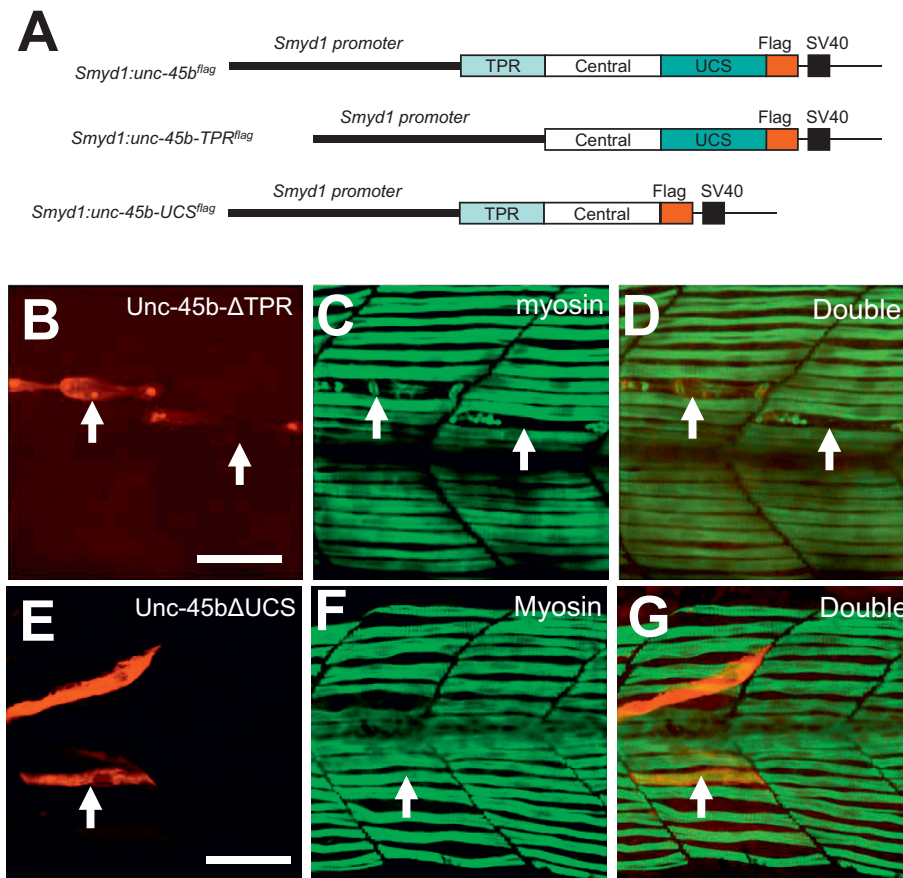 A
Smyd1 promoter
Flag SV40
Smyd1:unc-45b^flag
TPR Central UCS
Smyd1 promoter
Flag SV40
Smyd1:unc-45b-TPR^flag
Central UCS
Smyd1 promoter
Flag SV40
Smyd1:unc-45b-UCS^flag
TPR Central
B Unc-45b-ΔTPR
C myosin
D Double
E Unc-45bΔUCS
F Myosin
G Double